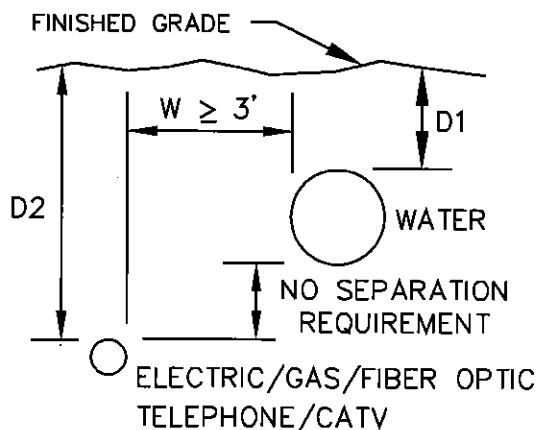 FINISHED GRADE
W ≥ 3'
D1
D2
WATER
NO SEPARATION
REQUIREMENT
ELECTRIC/GAS/FIBER OPTIC
TELEPHONE/CATV